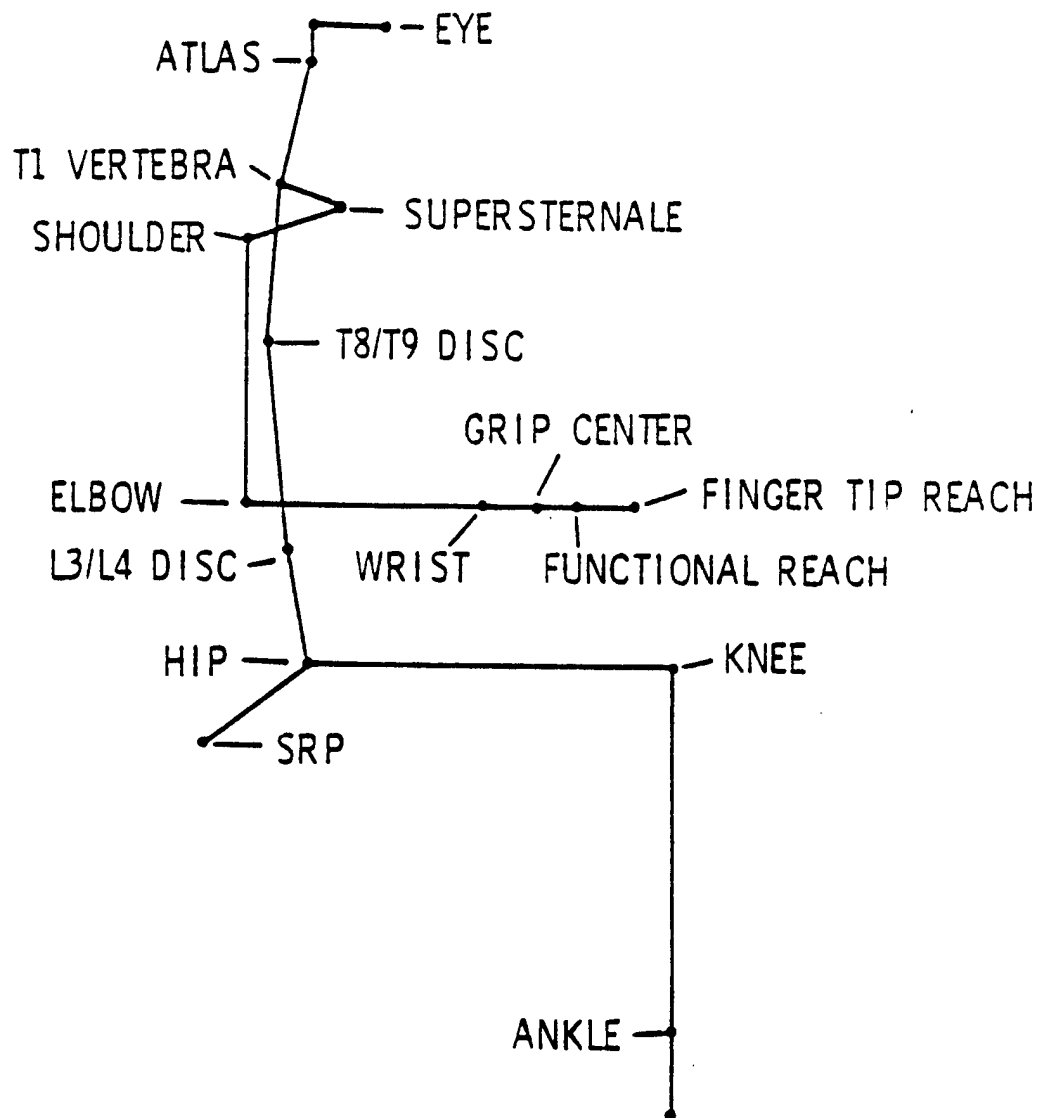 EYE
ATLAS
T1 VERTEBRA
SUPERSTERNALE
SHOULDER
T8/T9 DISC
GRIP CENTER
ELBOW
FINGER TIP REACH
WRIST
FUNCTIONAL REACH
L3/L4 DISC
HIP
KNEE
SRP
ANKLE